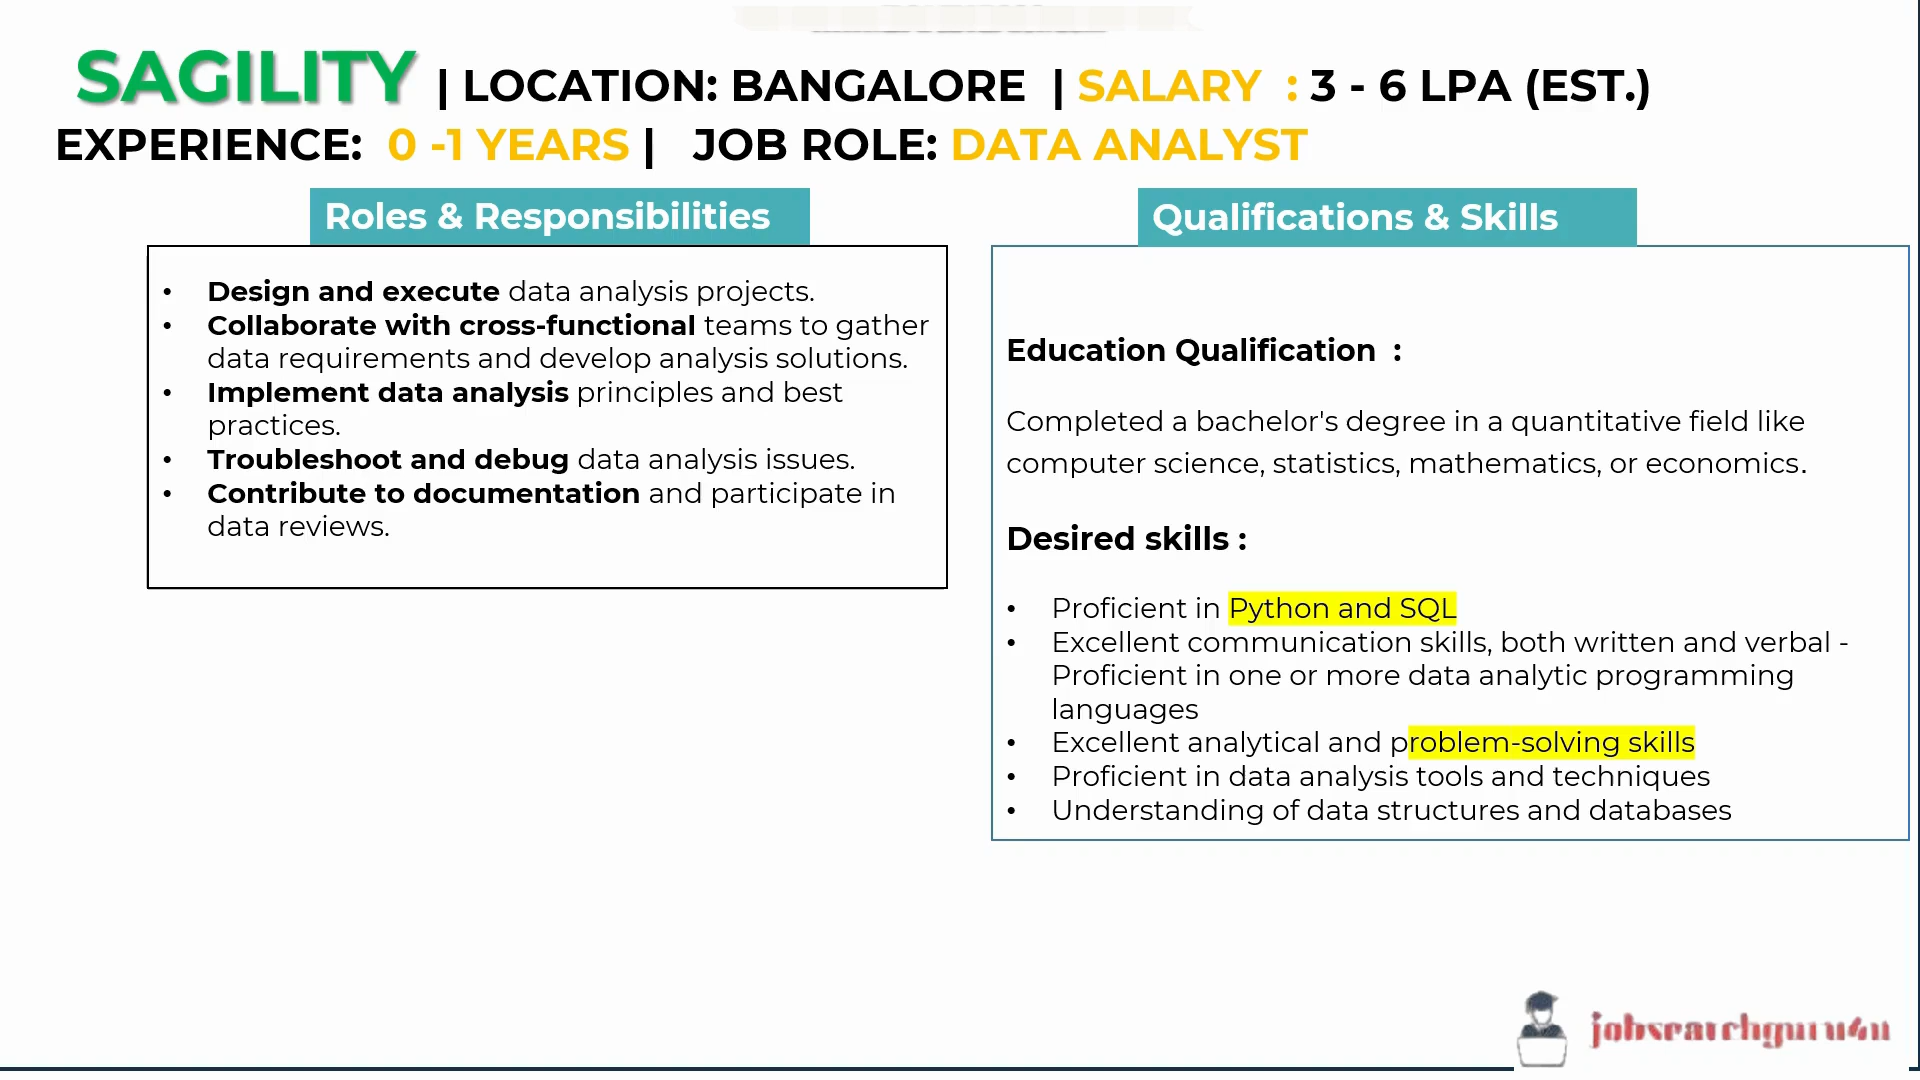 SAGILITY | LOCATION: BANGALORE | SALARY : 3 - 6 LPA (EST.)
EXPERIENCE: 0 -1 YEARS | JOB ROLE: DATA ANALYST
Roles & Responsibilities
• Design and execute data analysis projects.
• Collaborate with cross-functional teams to gather
data requirements and develop analysis solutions.
• Implement data analysis principles and best
practices.
• Troubleshoot and debug data analysis issues.
• Contribute to documentation and participate in
data reviews.
Qualifications & Skills
Education Qualification :
Completed a bachelor's degree in a quantitative field like
computer science, statistics, mathematics, or economics.
Desired skills :
• Proficient in Python and SQL
• Excellent communication skills, both written and verbal -
Proficient in one or more data analytic programming
languages
• Excellent analytical and problem-solving skills
• Proficient in data analysis tools and techniques
• Understanding of data structures and databases
jobsearchguru4u